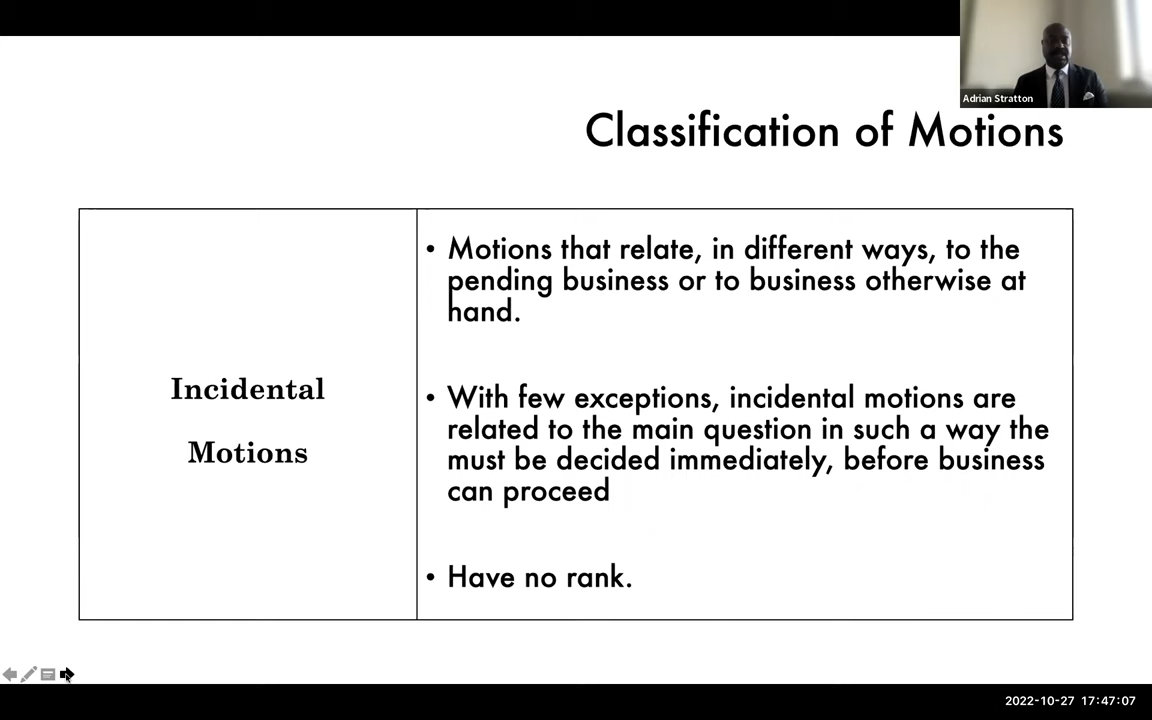 Adrian Stratton
Classification of Motions
Incidental
Motions
• Motions that relate, in different ways, to the
pending business or to business otherwise at
hand.
• With few exceptions, incidental motions are
related to the main question in such a way the
must be decided immediately, before business
can proceed
• Have no rank.
2022-10-27 17:47:07